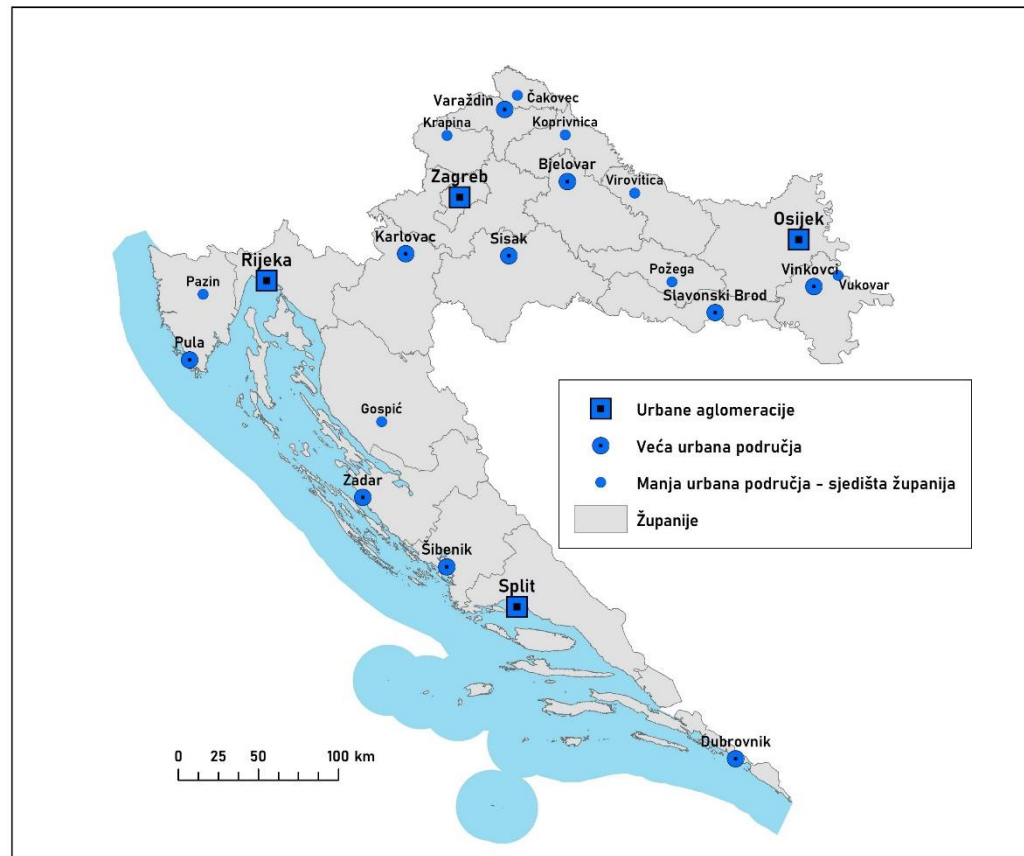 Čakovec
Varaždin
Krapina
Koprivnica
Bjelovar
Zagreb
Virovitica
Osijek
Karlovac
Sisak
Rijeka
Požega
Vinkovci
Pazin
Vukovar
Slavonski Brod
Pula
Gospić
Zadar
Šibenik
Split
Dubrovnik
Urbane aglomeracije
Veća urbana područja
Manja urbana područja - sjedišta županija
Županije
0 25 50 100 km